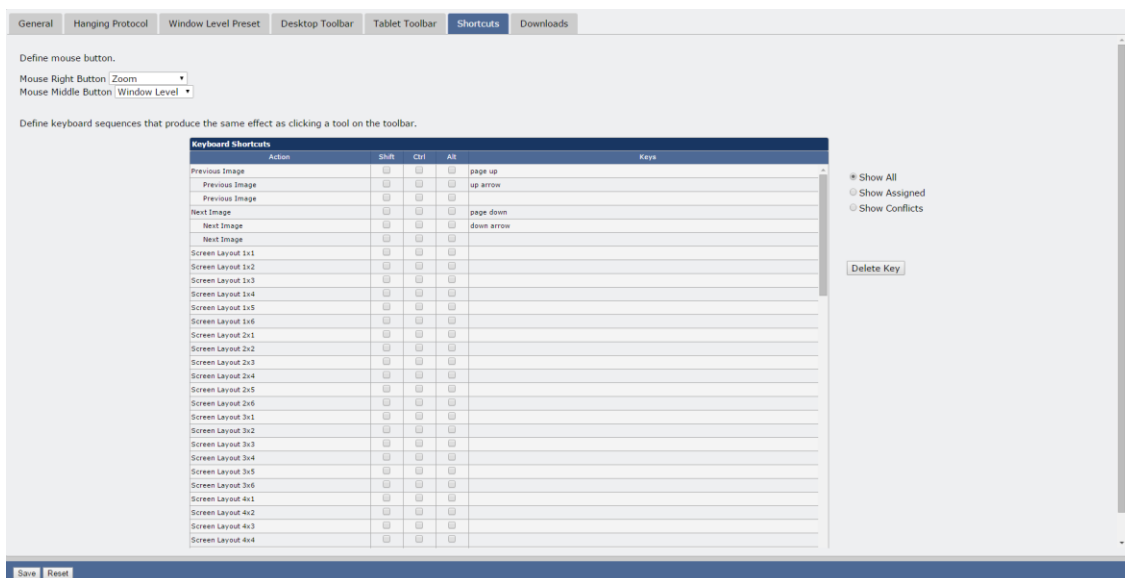 General Hanging Protocol Window Level Preset Desktop Toolbar Tablet Toolbar Shortcuts Downloads
Define mouse button.
Mouse Right Button Zoom
Mouse Middle Button Window Level
Define keyboard sequences that produce the same effect as clicking a tool on the toolbar.
Keyboard Shortcuts
Action Shift Ctrl Alt Keys
Previous Image page up
Previous Image up arrow
Previous Image
Next Image page down
Next Image down arrow
Next Image
Screen Layout 1x1
Screen Layout 1x2
Screen Layout 1x3
Screen Layout 1x4
Screen Layout 1x5
Screen Layout 1x6
Screen Layout 2x1
Screen Layout 2x2
Screen Layout 2x3
Screen Layout 2x4
Screen Layout 2x5
Screen Layout 2x6
Screen Layout 3x1
Screen Layout 3x2
Screen Layout 3x3
Screen Layout 3x4
Screen Layout 3x5
Screen Layout 3x6
Screen Layout 4x1
Screen Layout 4x2
Screen Layout 4x3
Screen Layout 4x4
Show All
Show Assigned
Show Conflicts
Delete Key
Save Reset